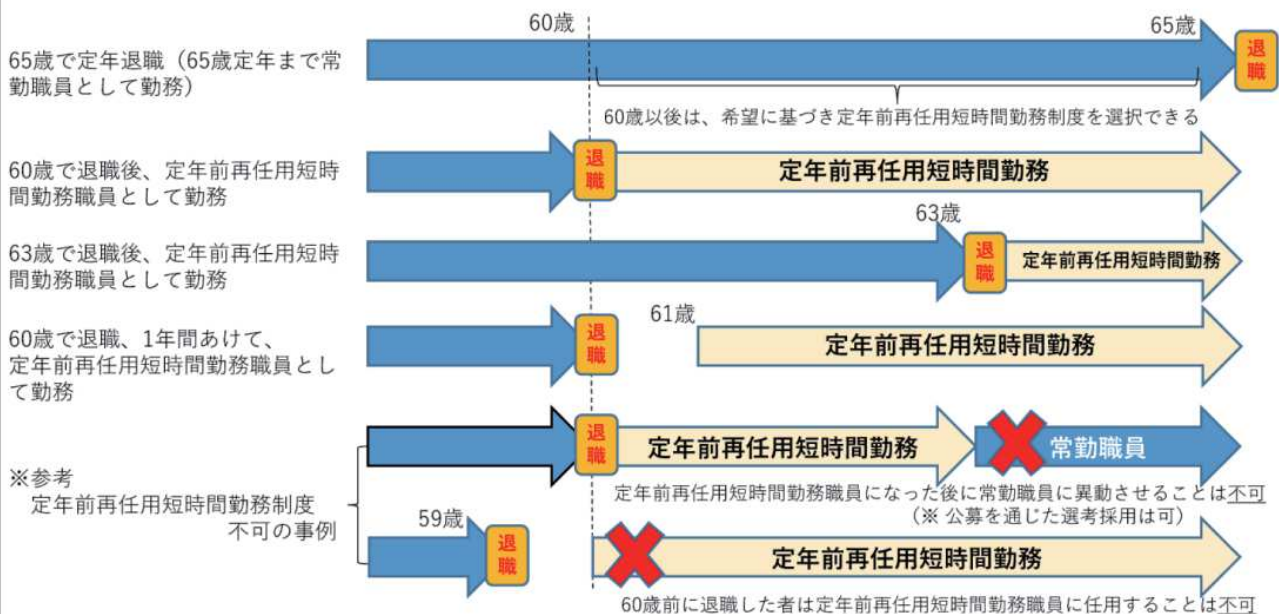 60歳
65歳
65歳で定年退職（65歳定年まで常
勤職員として勤務）
退
職
60歳以後は、希望に基づき定年前再任用短時間勤務制度を選択できる
60歳で退職後、定年前再任用短時
間勤務職員として勤務
退
職
定年前再任用短時間勤務
63歳
63歳で退職後、定年前再任用短時
間勤務職員として勤務
退
職
定年前再任用短時間勤務
61歳
60歳で退職、1年間あけて、
定年前再任用短時間勤務職員とし
て勤務
退
職
定年前再任用短時間勤務
※参考
定年前再任用短時間勤務制度
不可の事例
退
職
定年前再任用短時間勤務
常勤職員
定年前再任用短時間勤務職員になった後に常勤職員に異動させることは不可
（※ 公募を通じた選考採用は可）
59歳
退
職
定年前再任用短時間勤務
60歳前に退職した者は定年前再任用短時間勤務職員に任用することは不可